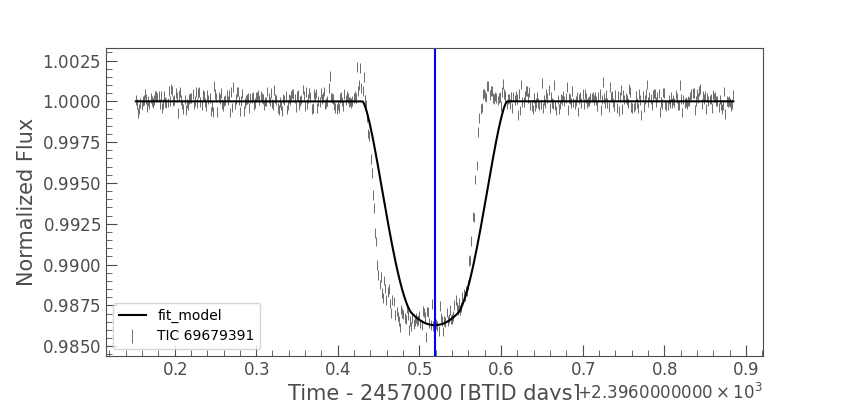 1.0025
1.0000
0.9975
0.9950
0.9925
0.9900
0.9875
0.9850
Normalized Flux
fit_model
TIC 69679391
0.2 0.3 0.4 0.5 0.6 0.7 0.8 0.9
Time - 2457000 [BTJD days]
+2.3960000000 × 10³